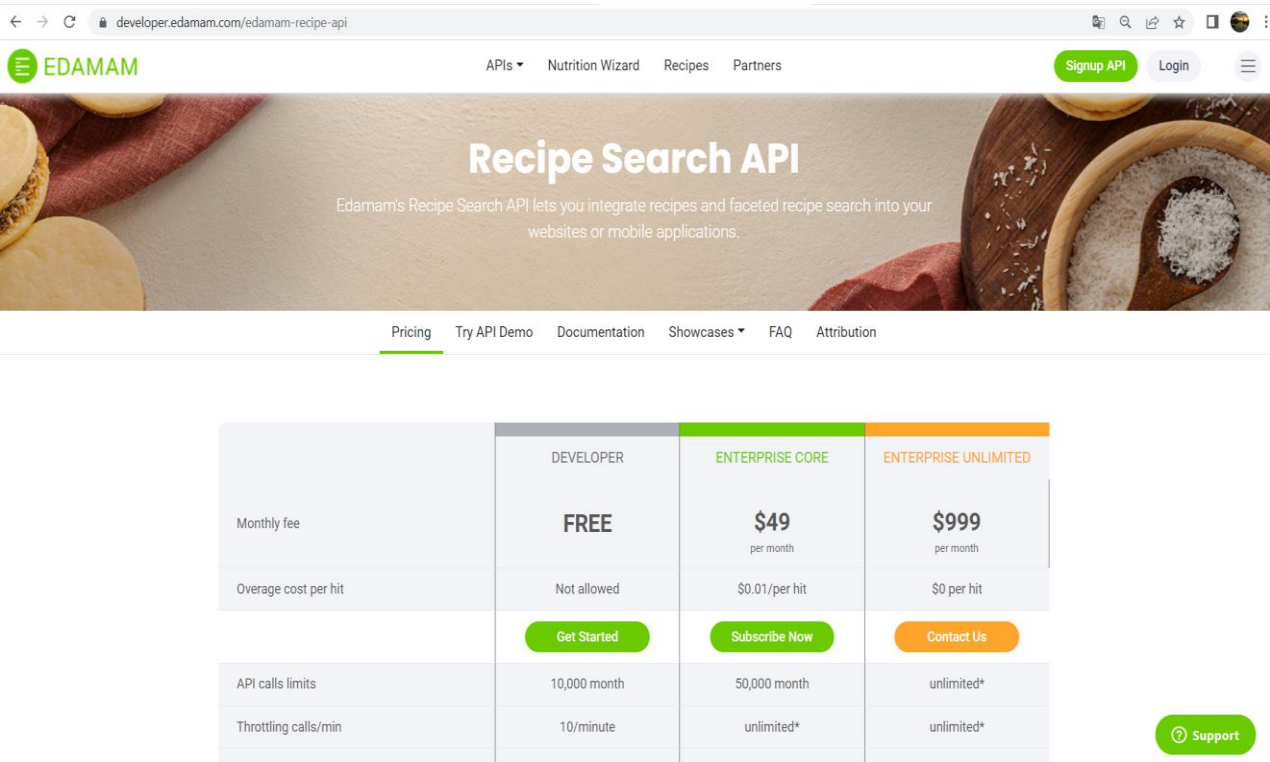 developer.edamam.com/edamam-recipe-api
EDAMAM
APIs Nutrition Wizard Recipes Partners
Signup API Login
Recipe Search API
Edamam's Recipe Search API lets you integrate recipes and faceted recipe search into your
websites or mobile applications.
Pricing Try API Demo Documentation Showcases FAQ Attribution
DEVELOPER ENTERPRISE CORE ENTERPRISE UNLIMITED
Monthly fee FREE $49 $999
per month per month
Overage cost per hit Not allowed $0.01/per hit $0 per hit
Get Started Subscribe Now Contact Us
API calls limits 10,000 month 50,000 month unlimited*
Throttling calls/min 10/minute unlimited* unlimited*
Support